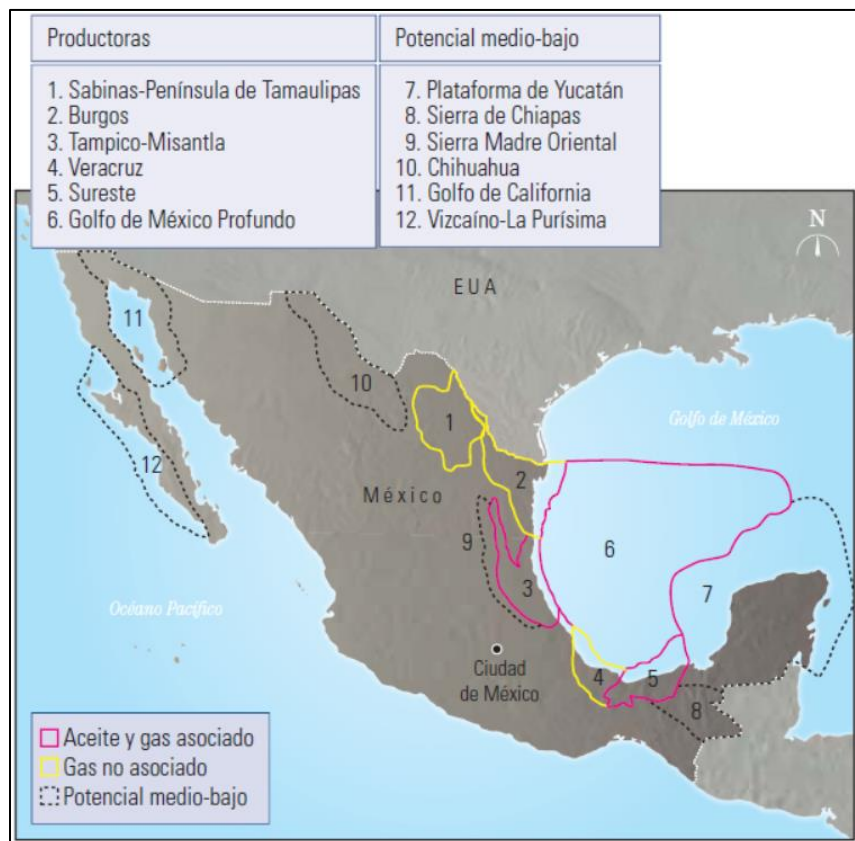 Productoras
1. Sabinas-Península de Tamaulipas
2. Burgos
3. Tampico-Misantla
4. Veracruz
5. Sureste
6. Golfo de México Profundo
Potencial medio-bajo
7. Plataforma de Yucatán
8. Sierra de Chiapas
9. Sierra Madre Oriental
10. Chihuahua
11. Golfo de California
12. Vizcaíno-La Purísima
N
EUA
11
10
1
Golfo de México
12
México
2
9
6
3
7
Océano Pacífico
Ciudad
de México
4
5
8
Aceite y gas asociado
Gas no asociado
Potencial medio-bajo